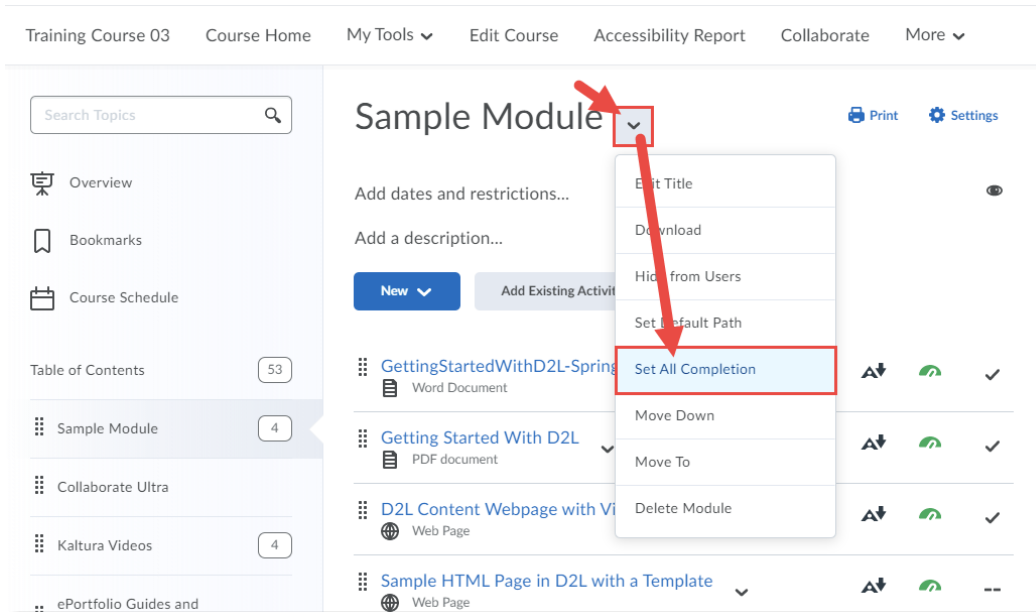 Training Course 03 Course Home My Tools Edit Course Accessibility Report Collaborate More
Search Topics
Overview
Bookmarks
Course Schedule
Table of Contents 53
Sample Module 4
Collaborate Ultra
Kaltura Videos 4
ePortfolio Guides and
Sample Module
Print Settings
Add dates and restrictions...
Add a description...
New Add Existing Activit
Edit Title
Download
Hide from Users
Set Default Path
Set All Completion
Move Down
Move To
Delete Module
GettingStartedWithD2L-Spring
Word Document
Getting Started With D2L
PDF document
D2L Content Webpage with Vi
Web Page
Sample HTML Page in D2L with a Template
Web Page